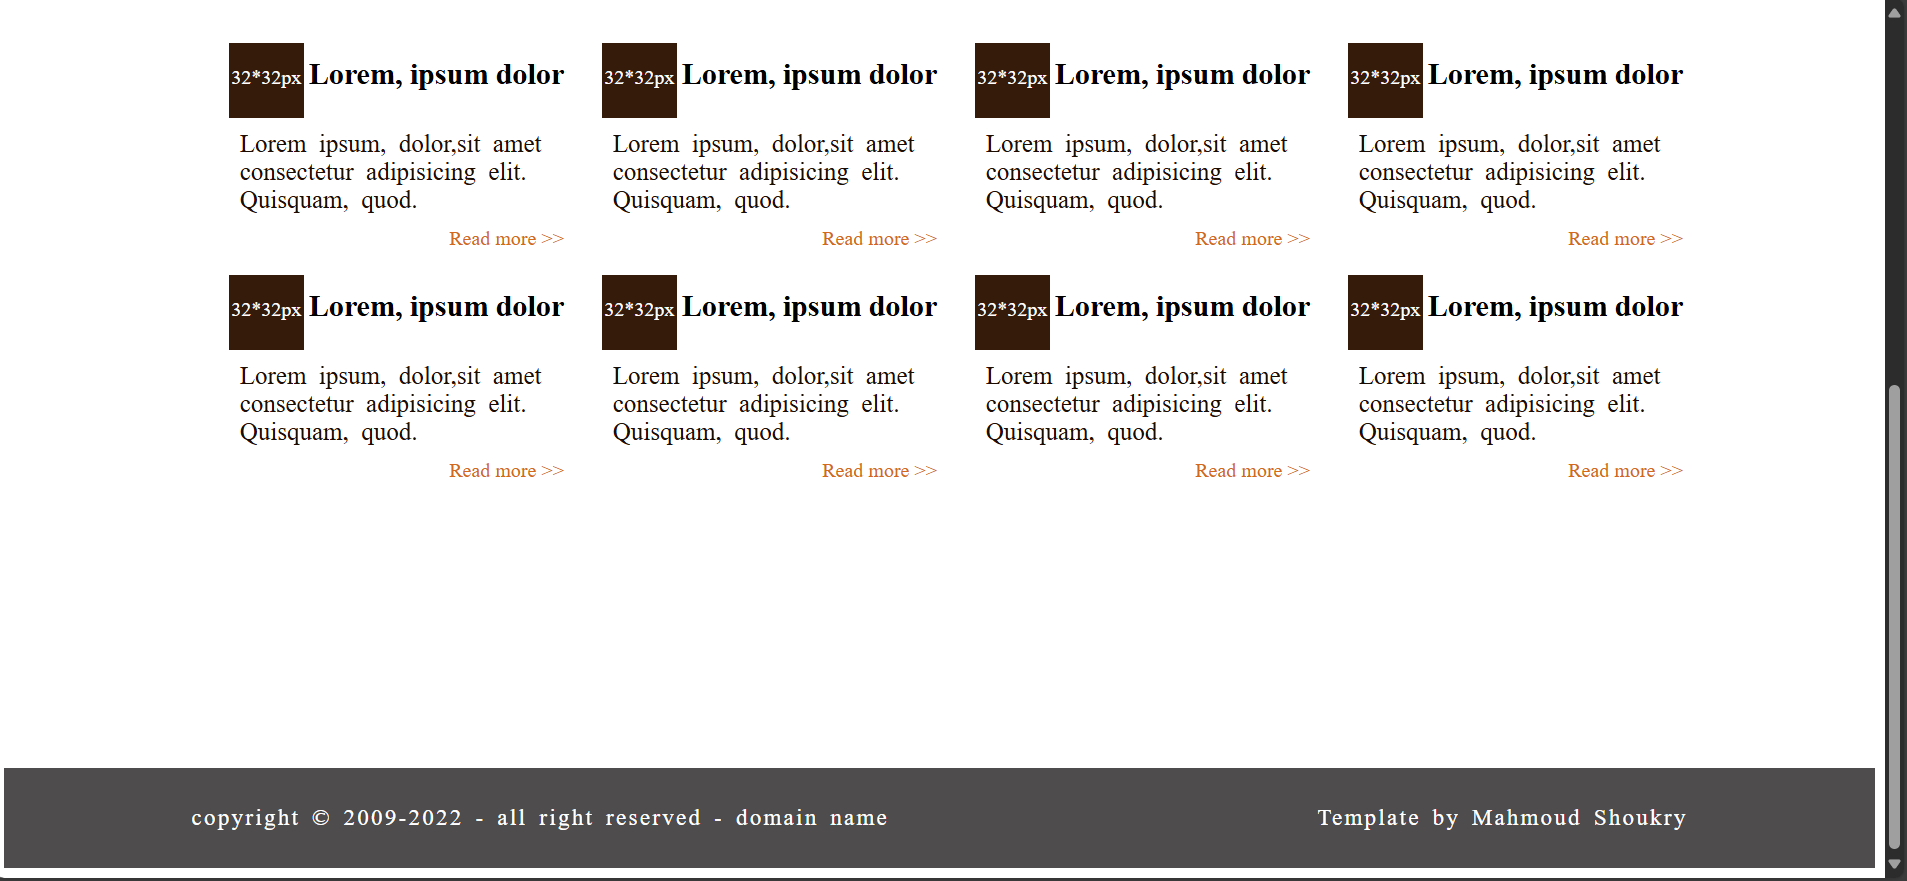 32*32px Lorem, ipsum dolor
Lorem ipsum, dolor,sit amet
consectetur adipisicing elit.
Quisquam, quod.
Read more >>
32*32px Lorem, ipsum dolor
Lorem ipsum, dolor,sit amet
consectetur adipisicing elit.
Quisquam, quod.
Read more >>
32*32px Lorem, ipsum dolor
Lorem ipsum, dolor,sit amet
consectetur adipisicing elit.
Quisquam, quod.
Read more >>
32*32px Lorem, ipsum dolor
Lorem ipsum, dolor,sit amet
consectetur adipisicing elit.
Quisquam, quod.
Read more >>
32*32px Lorem, ipsum dolor
Lorem ipsum, dolor,sit amet
consectetur adipisicing elit.
Quisquam, quod.
Read more >>
32*32px Lorem, ipsum dolor
Lorem ipsum, dolor,sit amet
consectetur adipisicing elit.
Quisquam, quod.
Read more >>
32*32px Lorem, ipsum dolor
Lorem ipsum, dolor,sit amet
consectetur adipisicing elit.
Quisquam, quod.
Read more >>
32*32px Lorem, ipsum dolor
Lorem ipsum, dolor,sit amet
consectetur adipisicing elit.
Quisquam, quod.
Read more >>
copyright © 2009-2022 - all right reserved - domain name
Template by Mahmoud Shoukry